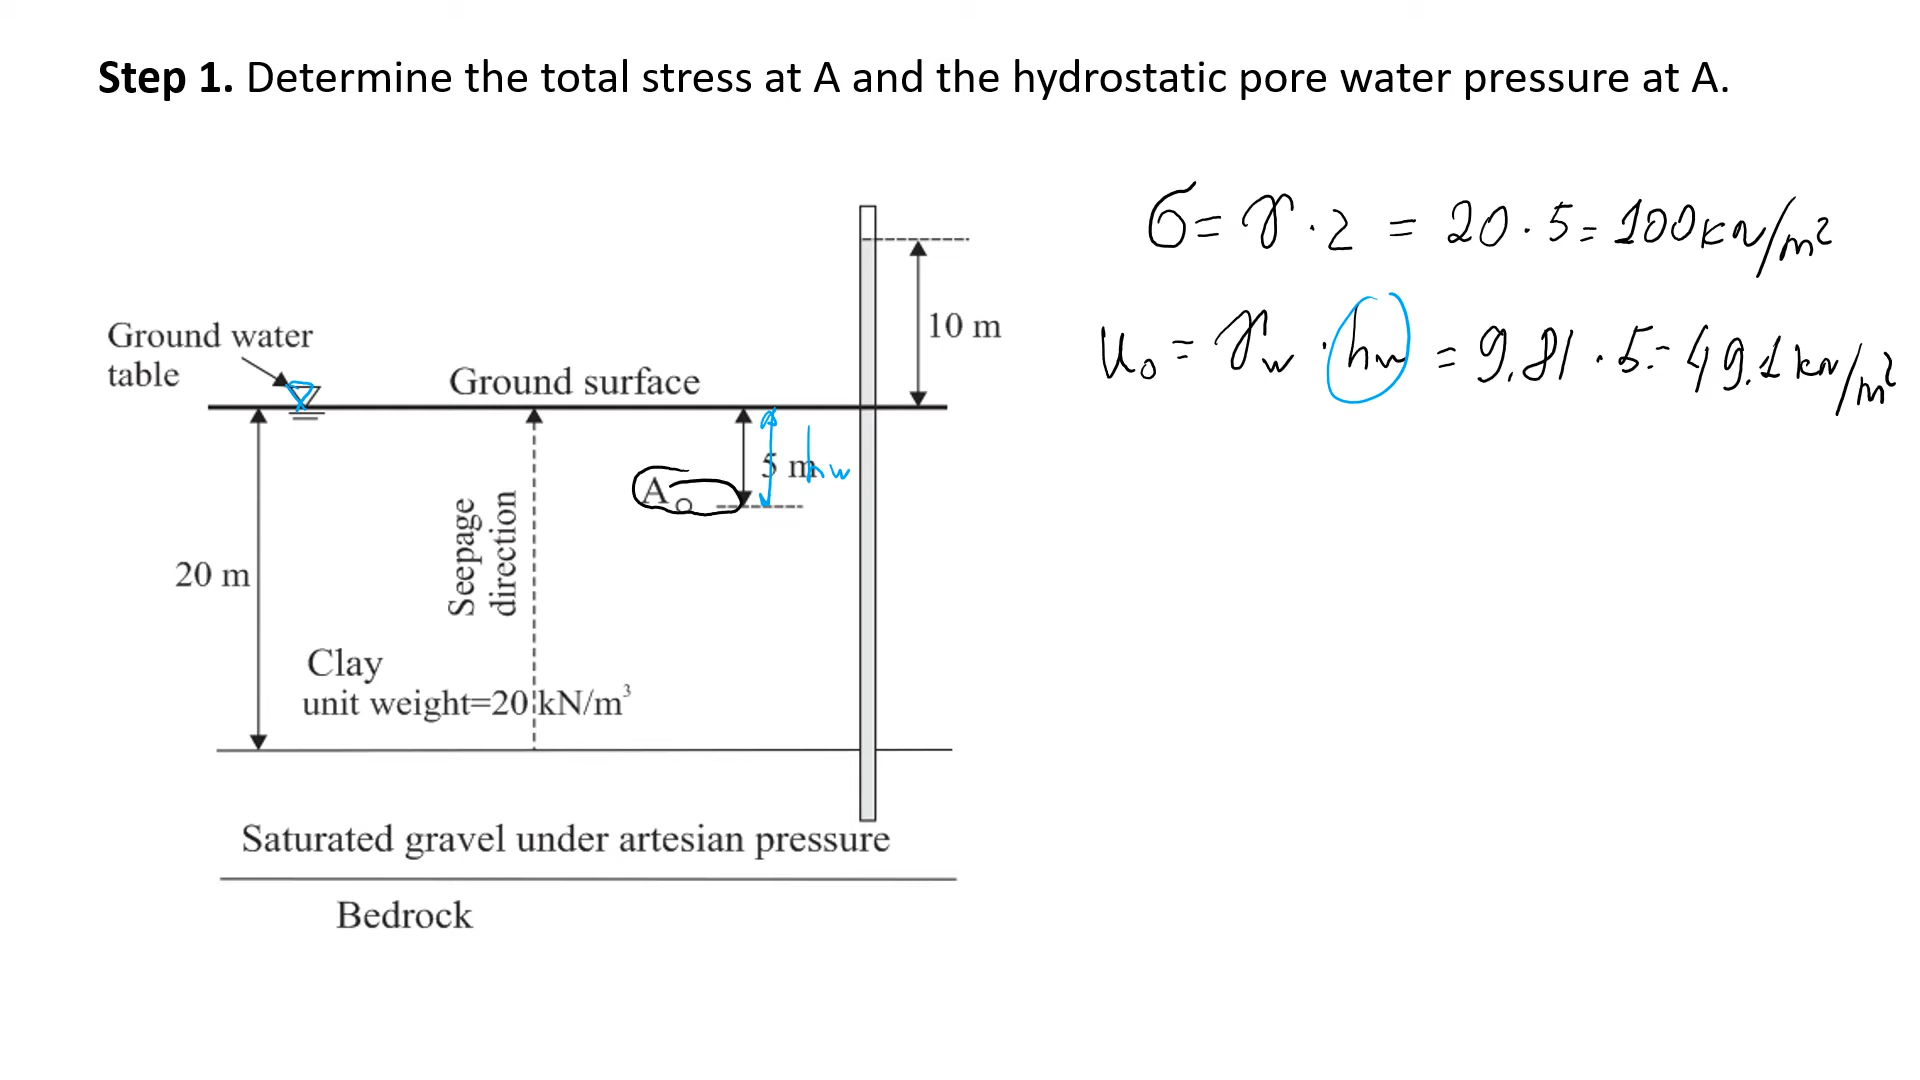 Step 1. Determine the total stress at A and the hydrostatic pore water pressure at A.
σ = γ · z = 20 · 5 = 100 kN/m²
u₀ = γw · hw = 9.81 · 5 = 49.1 kN/m²
10 m
Ground water
table
Ground surface
5 m hw
A
Seepage
direction
20 m
Clay
unit weight=20 kN/m³
Saturated gravel under artesian pressure
Bedrock